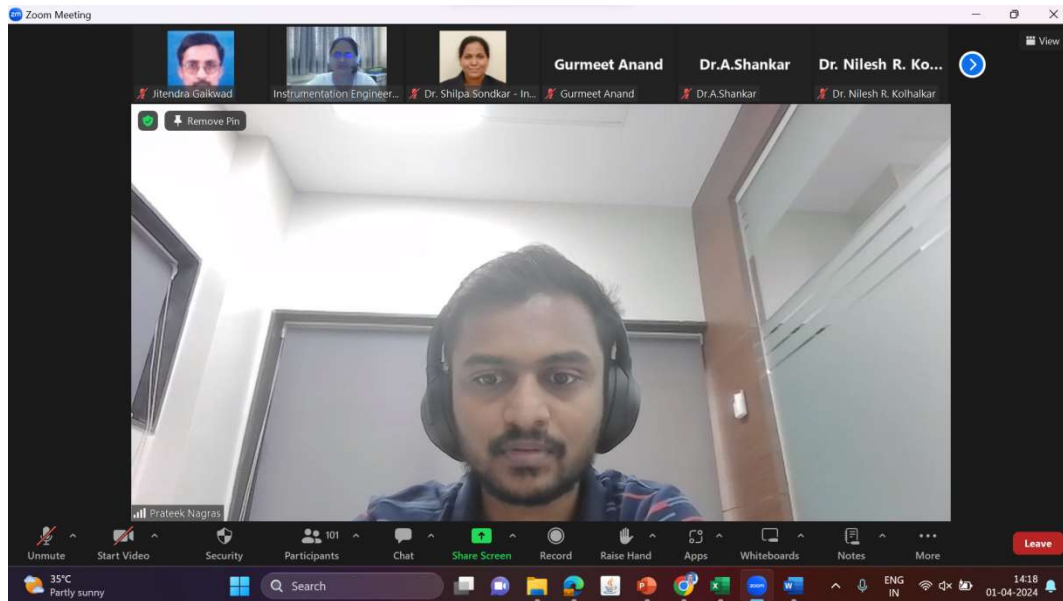 zm Zoom Meeting
View
Gurmeet Anand
Dr.A.Shankar
Dr. Nilesh R. Ko...
Jitendra Gaikwad
Instrumentation Engineer...
Dr. Shilpa Sondkar - In...
Gurmeet Anand
Dr.A.Shankar
Dr. Nilesh R. Kolhalkar
Remove Pin
Prateek Nagras
Unmute
Start Video
Security
101
Participants
Chat
Share Screen
Record
Raise Hand
Apps
Whiteboards
Notes
More
Leave
35°C
Partly sunny
Search
zoom
ENG
IN
14:18
01-04-2024